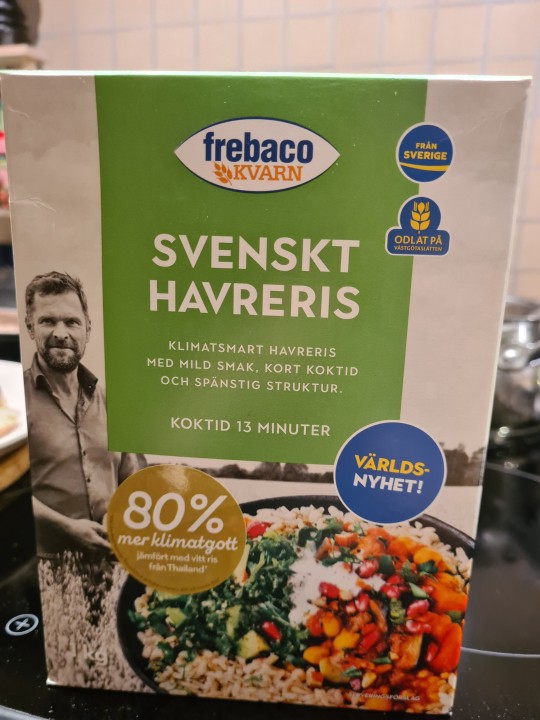 frebaco
KVARN
FRÅN
SVERIGE
ODLAT PÅ
VÄSTGÖTASLÄTTEN
SVENSKT
HAVRERIS
KLIMATSMART HAVRERIS
MED MILD SMAK, KORT KOKTID
OCH SPÄNSTIG STRUKTUR.
KOKTID 13 MINUTER
VÄRLDS-
NYHET!
80%
mer klimatgott
jämfört med vitt ris
från Thailand*